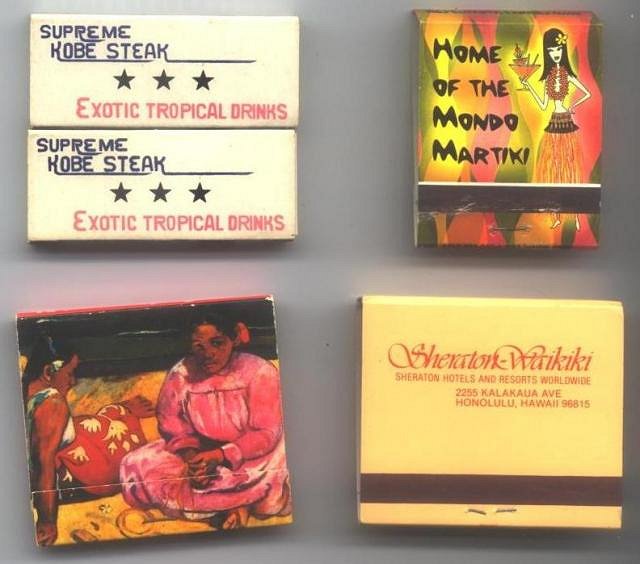 SUPREME
KOBE STEAK
★ ★ ★
EXOTIC TROPICAL DRINKS
SUPREME
KOBE STEAK
★ ★ ★
EXOTIC TROPICAL DRINKS
HOME
OF THE
MONDO
MARTIKI
Sheraton-Waikiki
SHERATON HOTELS AND RESORTS WORLDWIDE
2255 KALAKAUA AVE
HONOLULU, HAWAII 96815